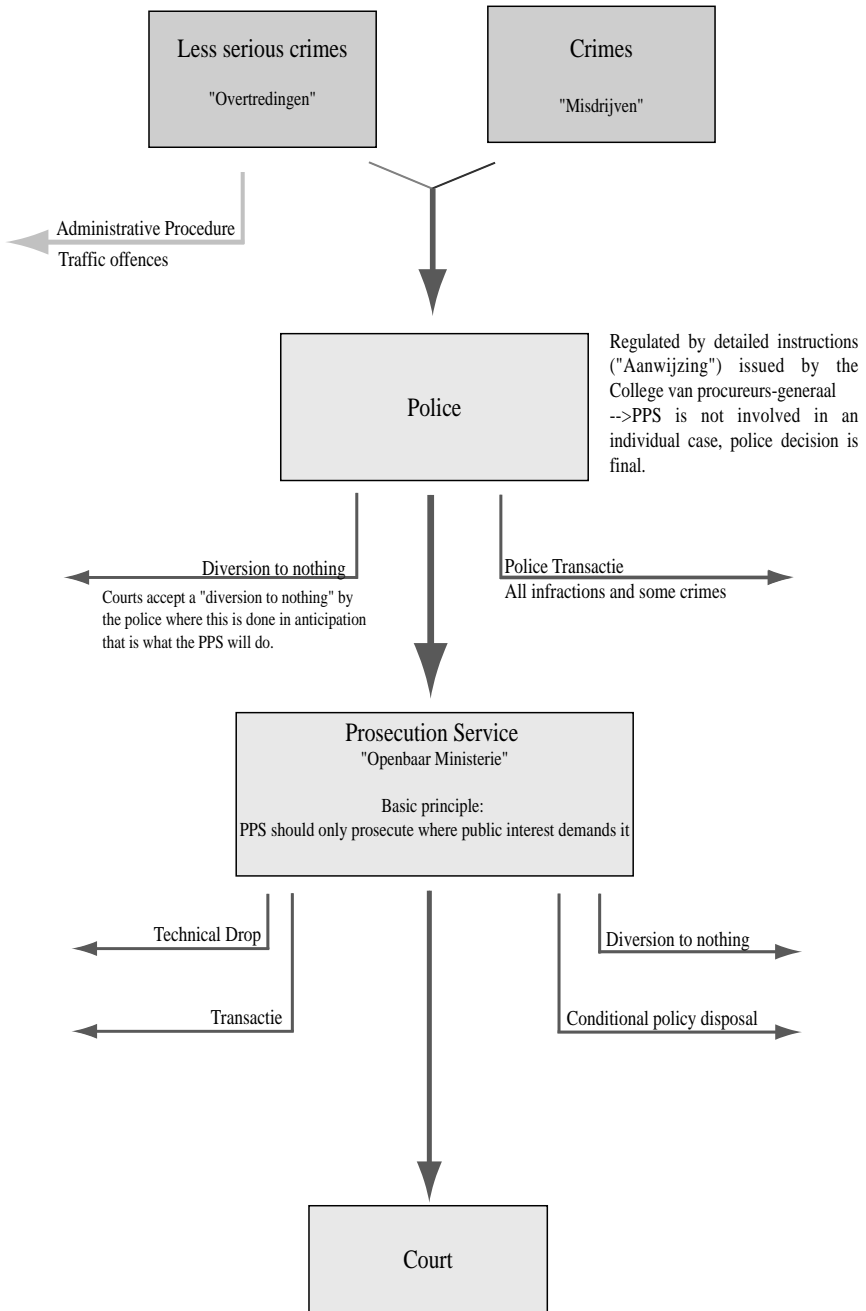 Less serious crimes
"Overtredingen"
Crimes
"Misdrijven"
Administrative Procedure
Traffic offences
Police
Regulated by detailed instructions
("Aanwijzing") issued by the
College van procureurs-generaal
-->PPS is not involved in an
individual case, police decision is
final.
Diversion to nothing
Courts accept a "diversion to nothing" by
the police where this is done in anticipation
that is what the PPS will do.
Police Transactie
All infractions and some crimes
Prosecution Service
"Openbaar Ministerie"
Basic principle:
PPS should only prosecute where public interest demands it
Technical Drop
Transactie
Diversion to nothing
Conditional policy disposal
Court